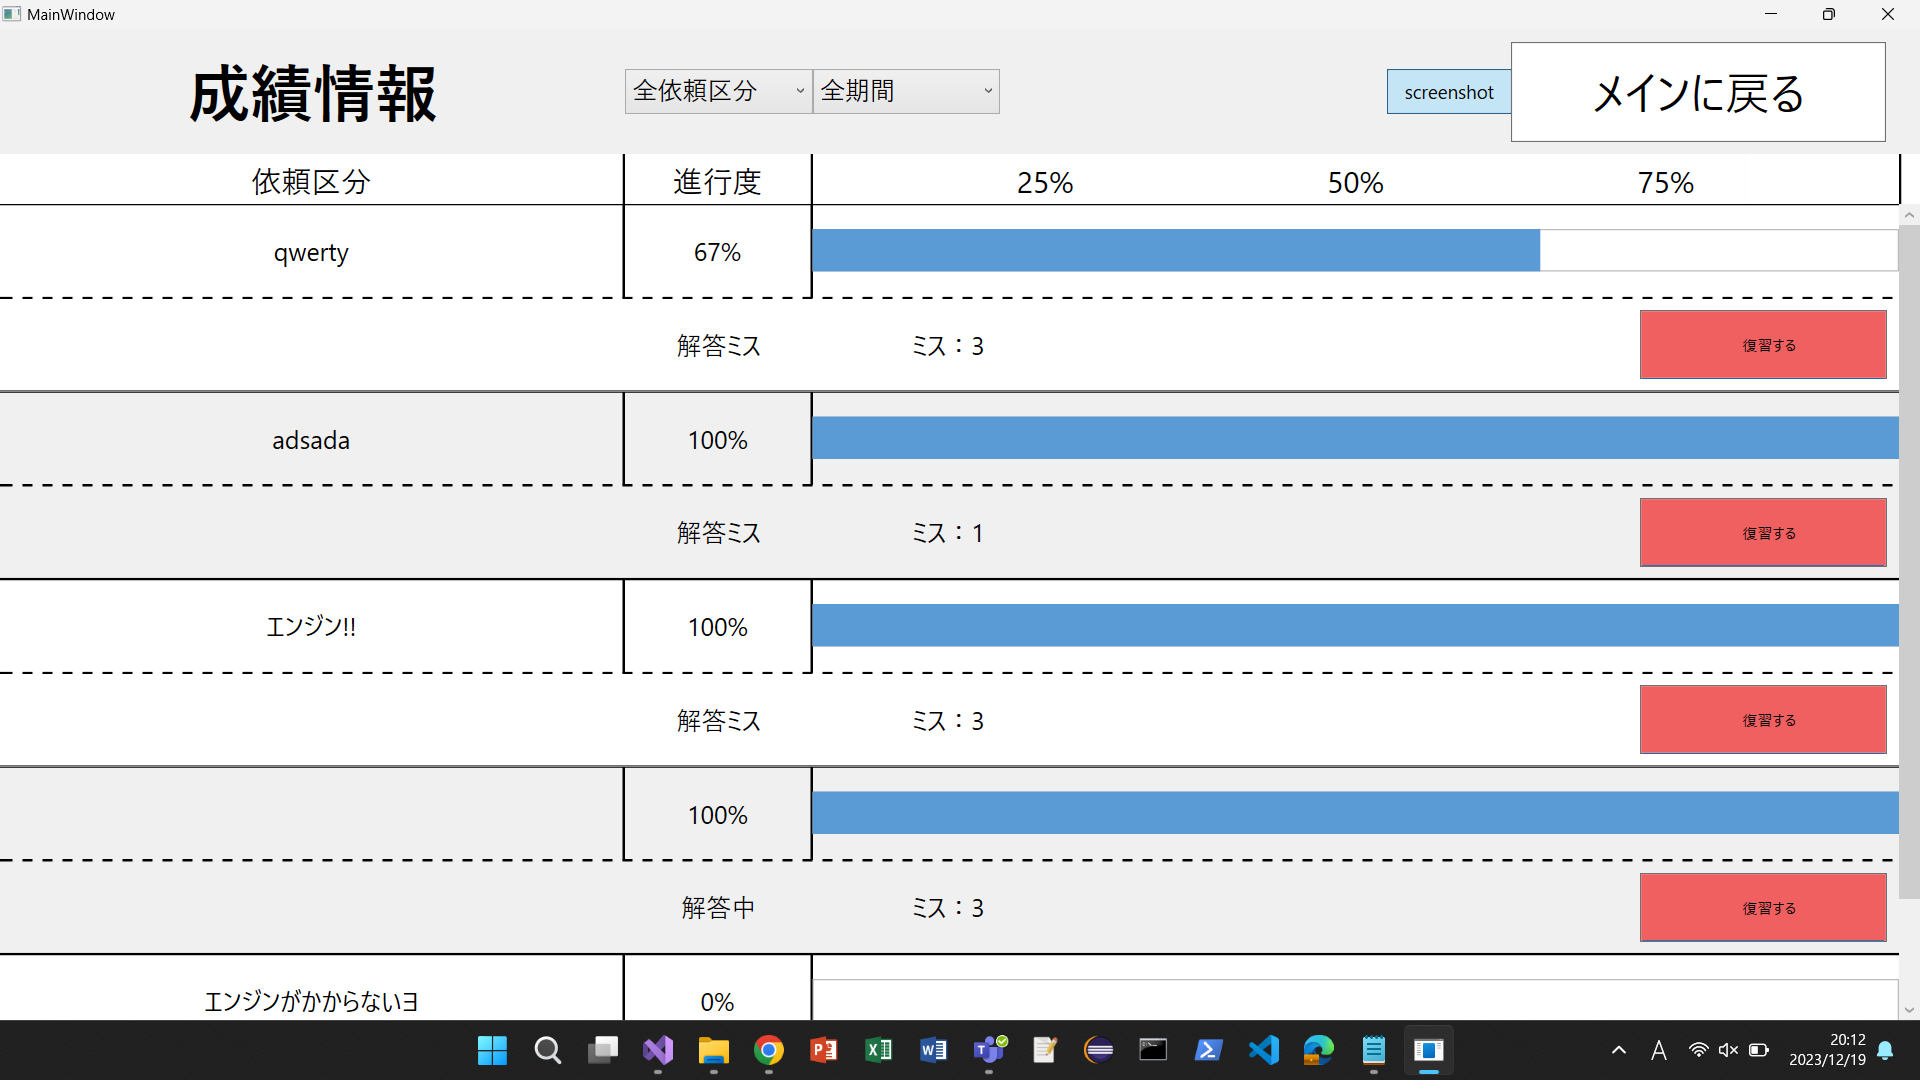 MainWindow
成績情報
全依頼区分
全期間
screenshot
メインに戻る
依頼区分
進行度
25%
50%
75%
qwerty
67%
解答ミス
ミス：3
復習する
adsada
100%
解答ミス
ミス：1
復習する
エンジン!!
100%
解答ミス
ミス：3
復習する
100%
解答中
ミス：3
復習する
エンジンがかからないヨ
0%
A
20:12
2023/12/19